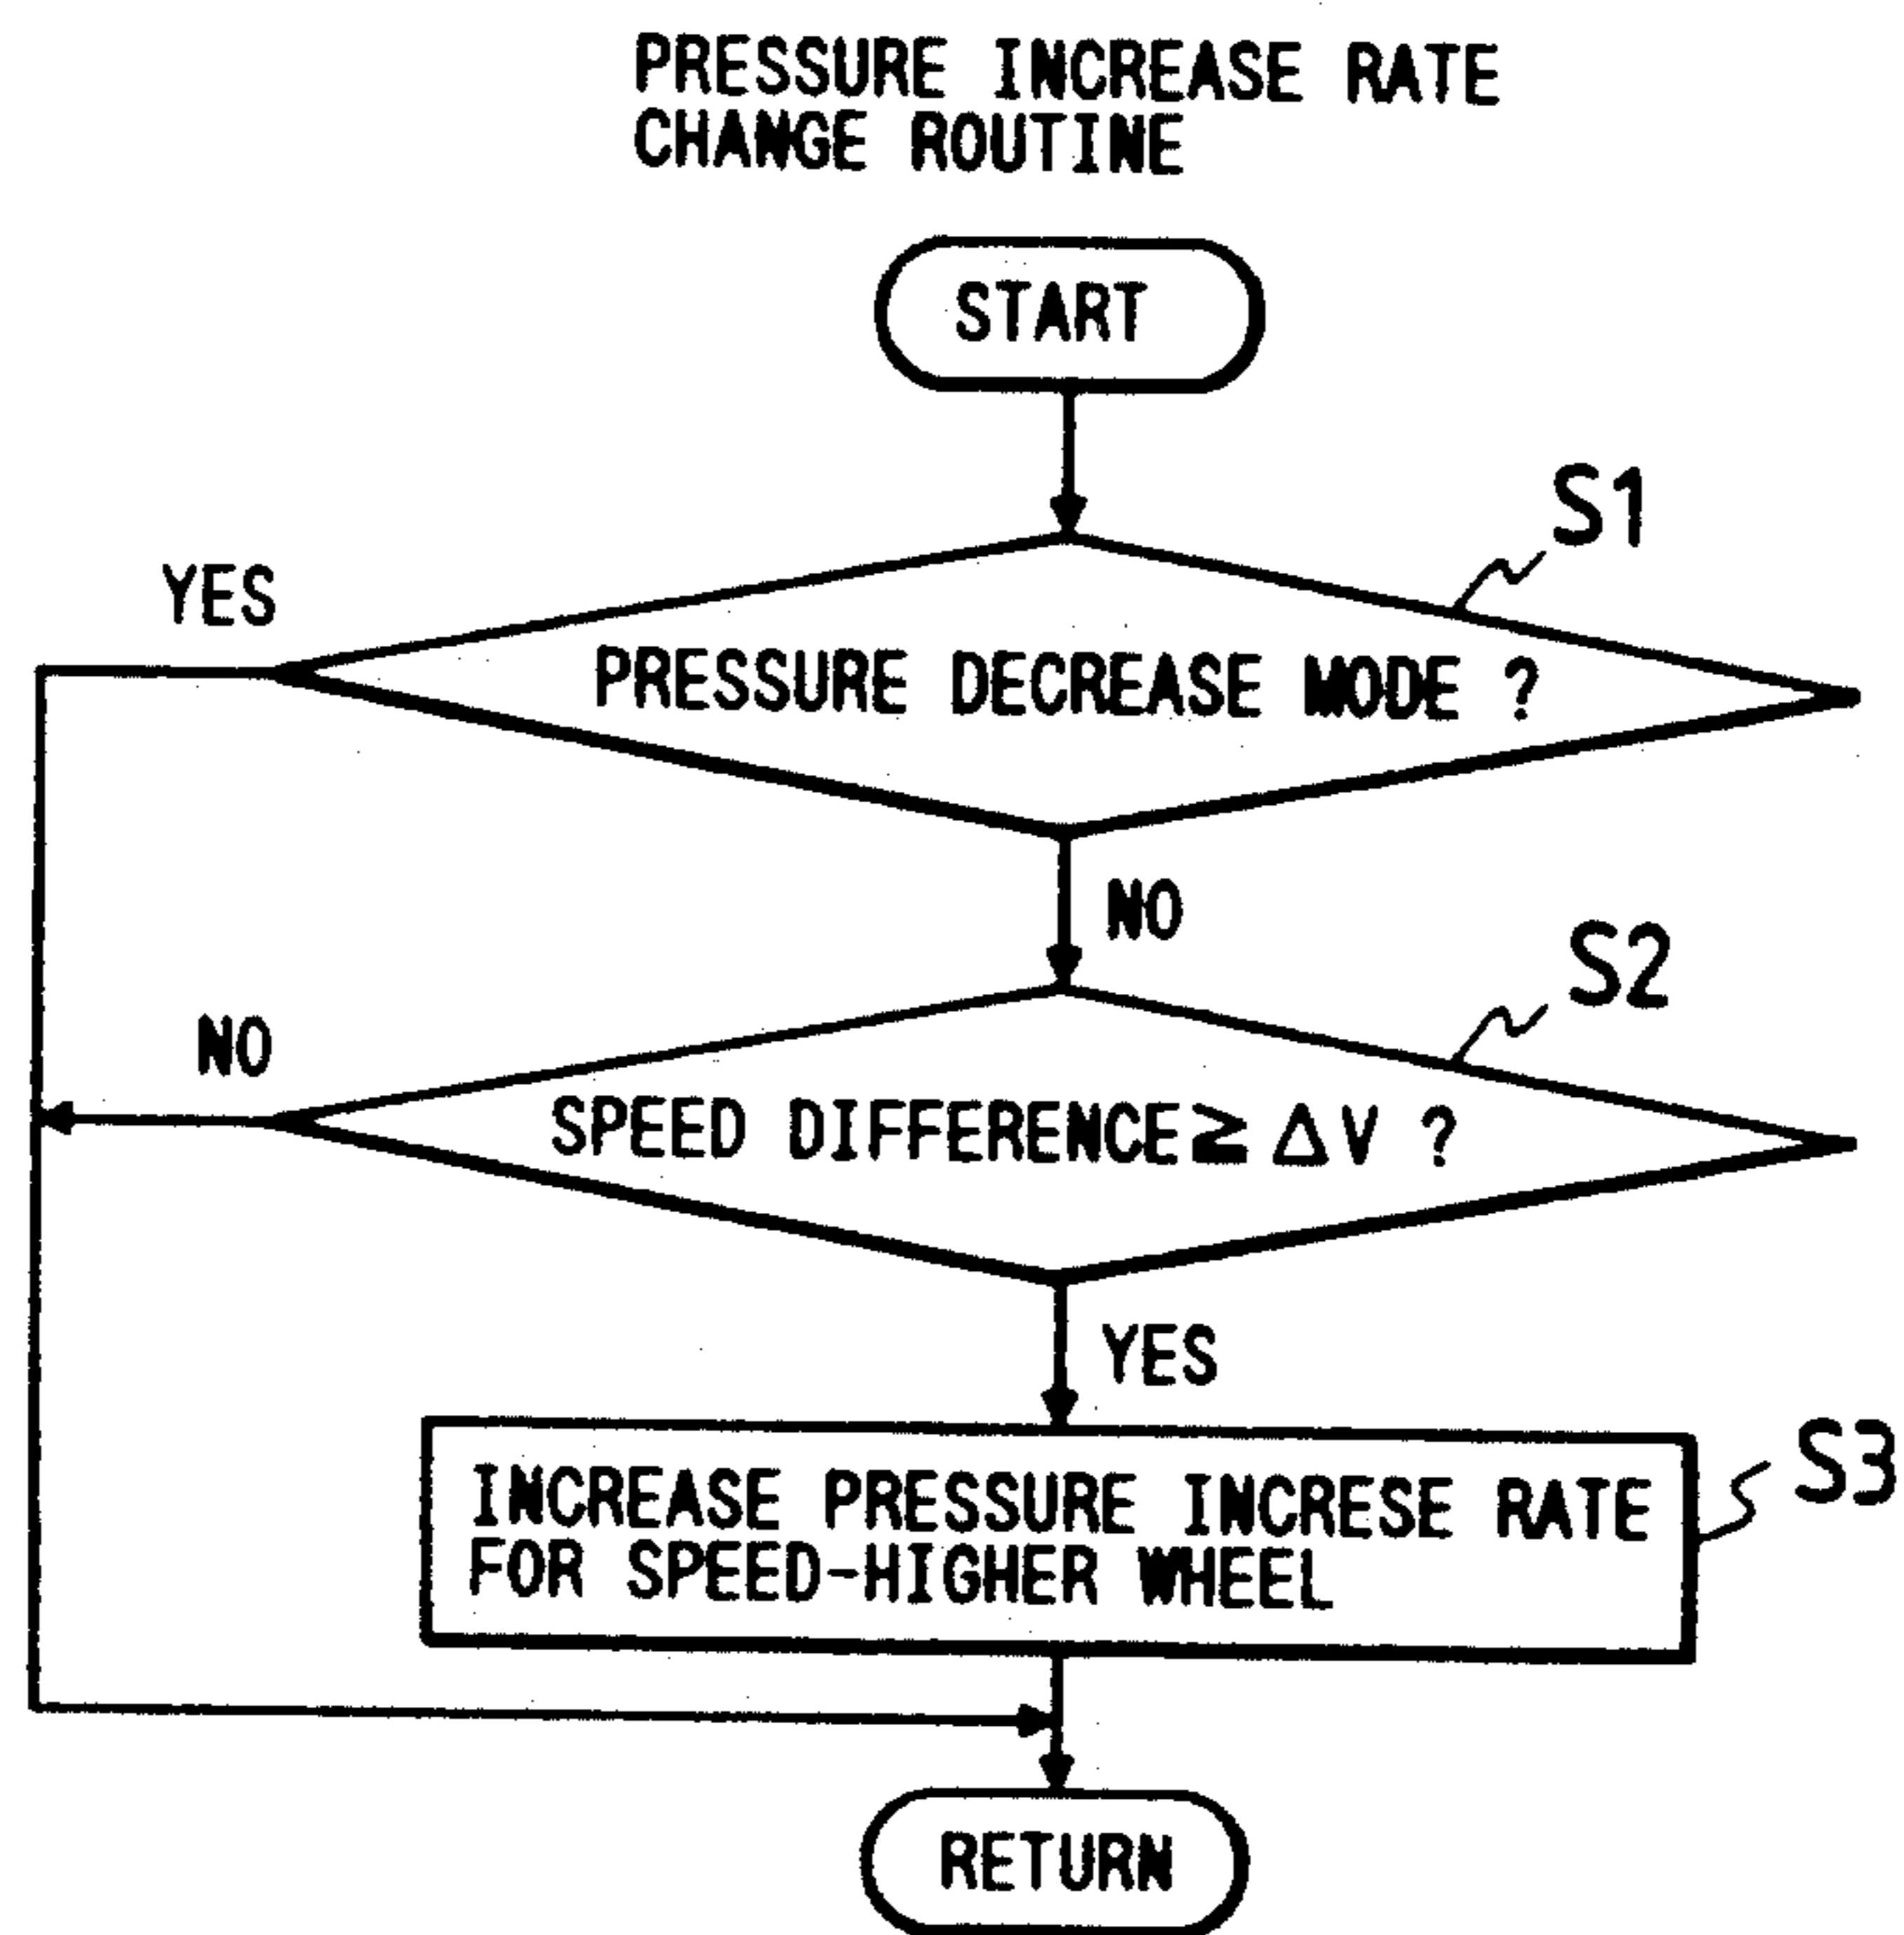 PRESSURE INCREASE RATE
CHANGE ROUTINE
START
S1
YES
PRESSURE DECREASE MODE ?
NO
S2
NO
SPEED DIFFERENCE≧ ΔV ?
YES
S3
INCREASE PRESSURE INCRESE RATE
FOR SPEED-HIGHER WHEEL
RETURN